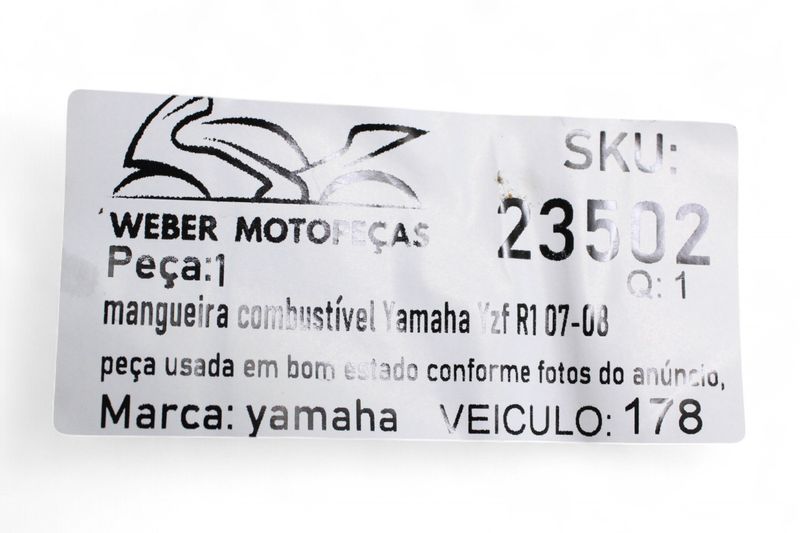 WEBER MOTOPEÇAS
SKU:
23502
Peça:1
Q: 1
mangueira combustível Yamaha Yzf R1 07-08
peça usada em bom estado conforme fotos do anúncio,
Marca: yamaha VEICULO: 178